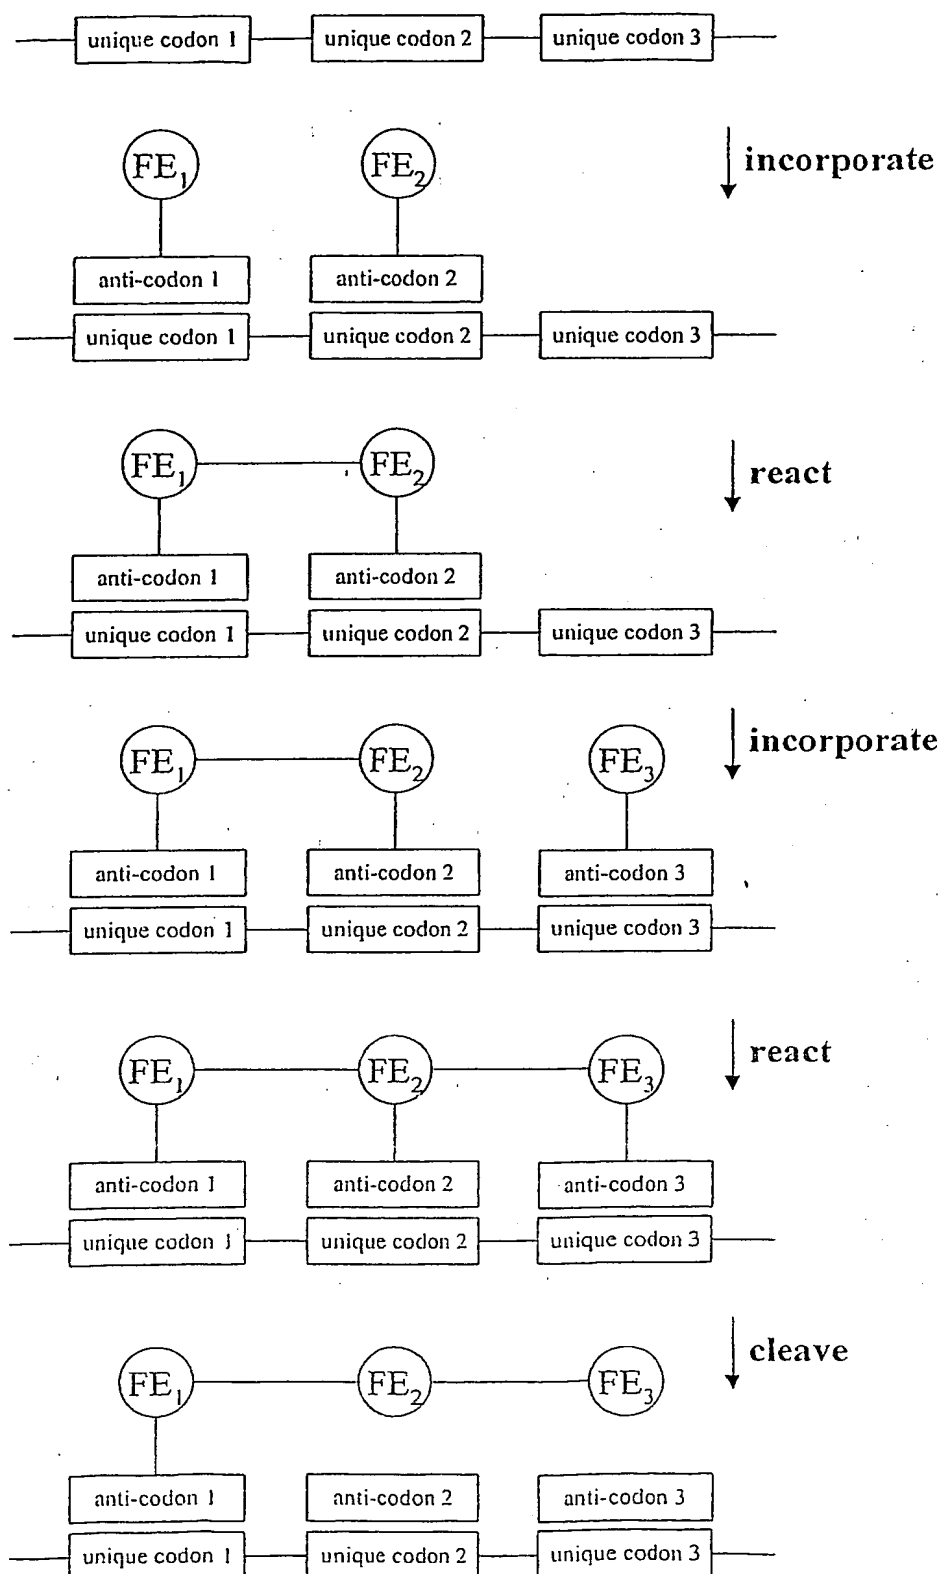 unique codon 1 unique codon 2 unique codon 3
incorporate
FE1 FE2
anti-codon 1 anti-codon 2
unique codon 1 unique codon 2 unique codon 3
react
FE1 FE2
anti-codon 1 anti-codon 2
unique codon 1 unique codon 2 unique codon 3
incorporate
FE1 FE2 FE3
anti-codon 1 anti-codon 2 anti-codon 3
unique codon 1 unique codon 2 unique codon 3
react
FE1 FE2 FE3
anti-codon 1 anti-codon 2 anti-codon 3
unique codon 1 unique codon 2 unique codon 3
cleave
FE1 FE2 FE3
anti-codon 1 anti-codon 2 anti-codon 3
unique codon 1 unique codon 2 unique codon 3